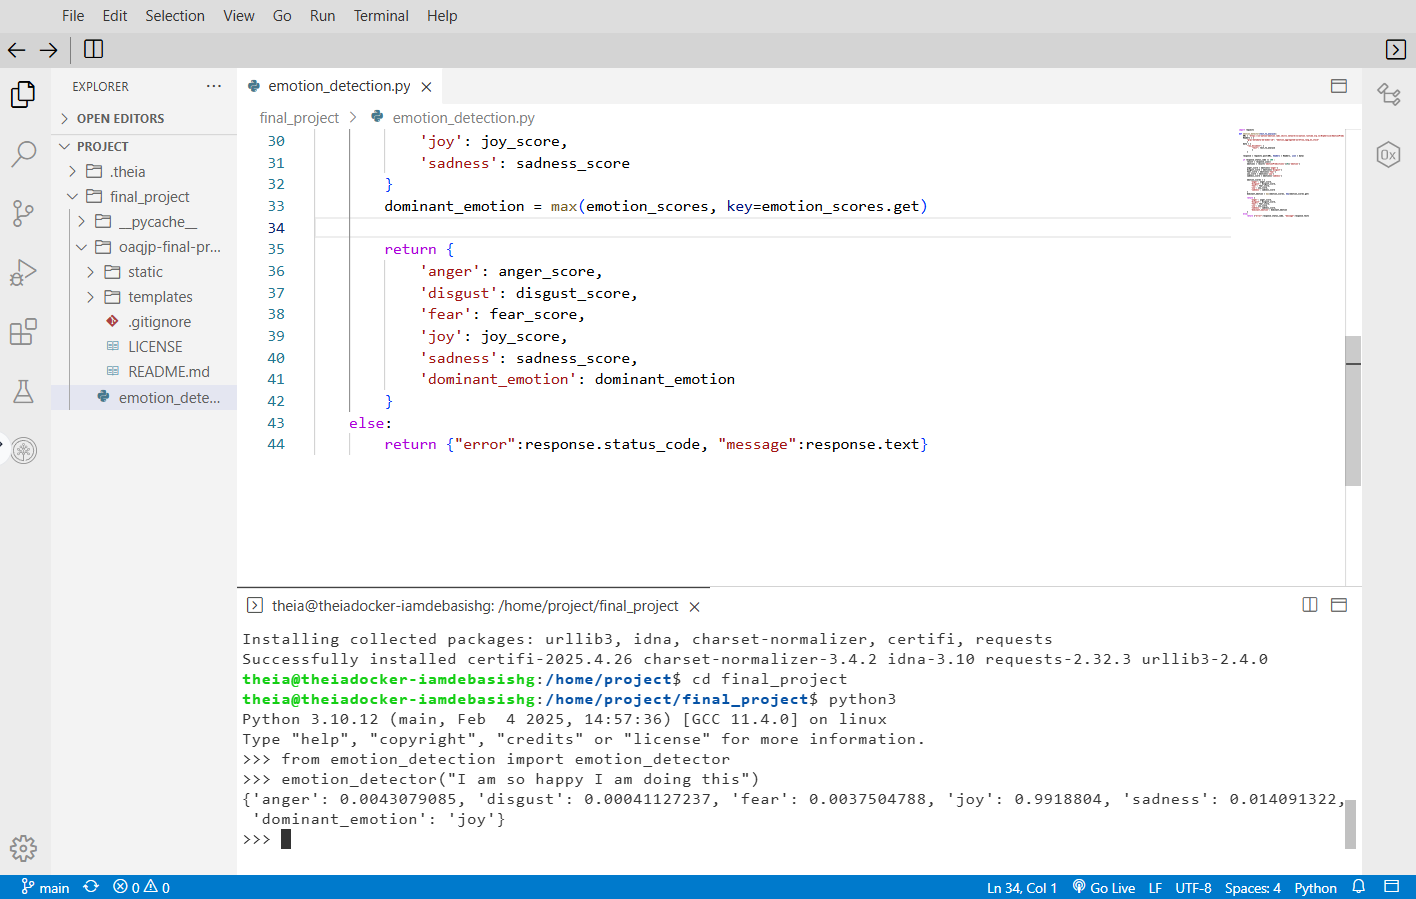 File Edit Selection View Go Run Terminal Help
EXPLORER ...
OPEN EDITORS
PROJECT
.theia
final_project
__pycache__
oaqjp-final-pr...
static
templates
.gitignore
LICENSE
README.md
emotion_dete...
emotion_detection.py
final_project > emotion_detection.py
30 'joy': joy_score,
31 'sadness': sadness_score
32 }
33 dominant_emotion = max(emotion_scores, key=emotion_scores.get)
34
35 return {
36 'anger': anger_score,
37 'disgust': disgust_score,
38 'fear': fear_score,
39 'joy': joy_score,
40 'sadness': sadness_score,
41 'dominant_emotion': dominant_emotion
42 }
43 else:
44 return {"error":response.status_code, "message":response.text}
theia@theiadocker-iamdebasishg: /home/project/final_project
Installing collected packages: urllib3, idna, charset-normalizer, certifi, requests
Successfully installed certifi-2025.4.26 charset-normalizer-3.4.2 idna-3.10 requests-2.32.3 urllib3-2.4.0
theia@theiadocker-iamdebasishg:/home/project$ cd final_project
theia@theiadocker-iamdebasishg:/home/project/final_project$ python3
Python 3.10.12 (main, Feb  4 2025, 14:57:36) [GCC 11.4.0] on linux
Type "help", "copyright", "credits" or "license" for more information.
>>> from emotion_detection import emotion_detector
>>> emotion_detector("I am so happy I am doing this")
{'anger': 0.0043079085, 'disgust': 0.00041127237, 'fear': 0.0037504788, 'joy': 0.9918804, 'sadness': 0.014091322,
'dominant_emotion': 'joy'}
>>>
main 0 0 Ln 34, Col 1 Go Live LF UTF-8 Spaces: 4 Python
0x